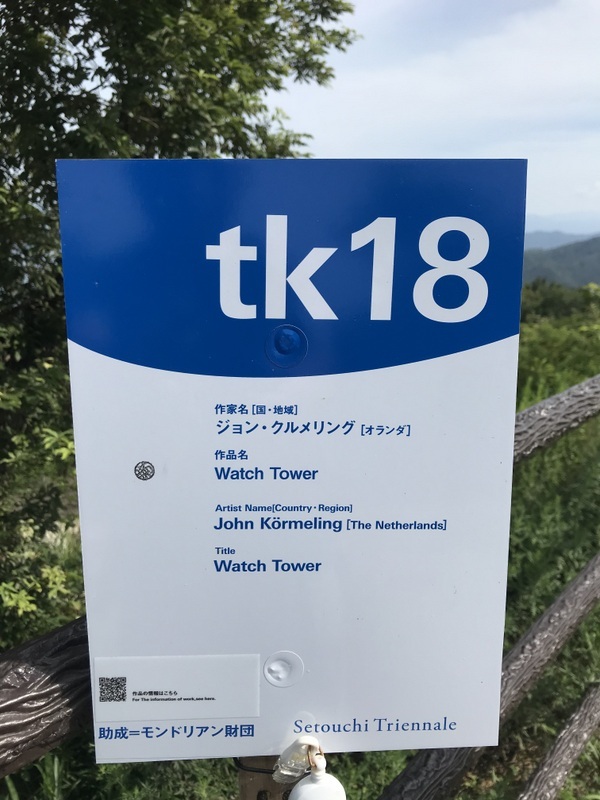 tk18
作家名 [国・地域]
ジョン・クルメリング [オランダ]
作品名
Watch Tower
Artist Name[Country・Region]
John Körmeling [The Netherlands]
Title
Watch Tower
作品の情報はこちら
For The information of work,see here.
助成=モンドリアン財団
Setouchi Triennale